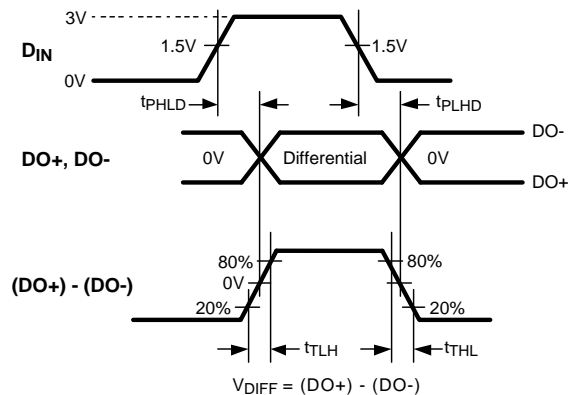 3V
1.5V
1.5V
DIN
0V
tPHLD
tPLHD
DO-
DO+, DO-
0V
Differential
0V
DO+
80%
80%
(DO+) - (DO-)
0V
20%
20%
tTLH
tTHL
VDIFF = (DO+) - (DO-)